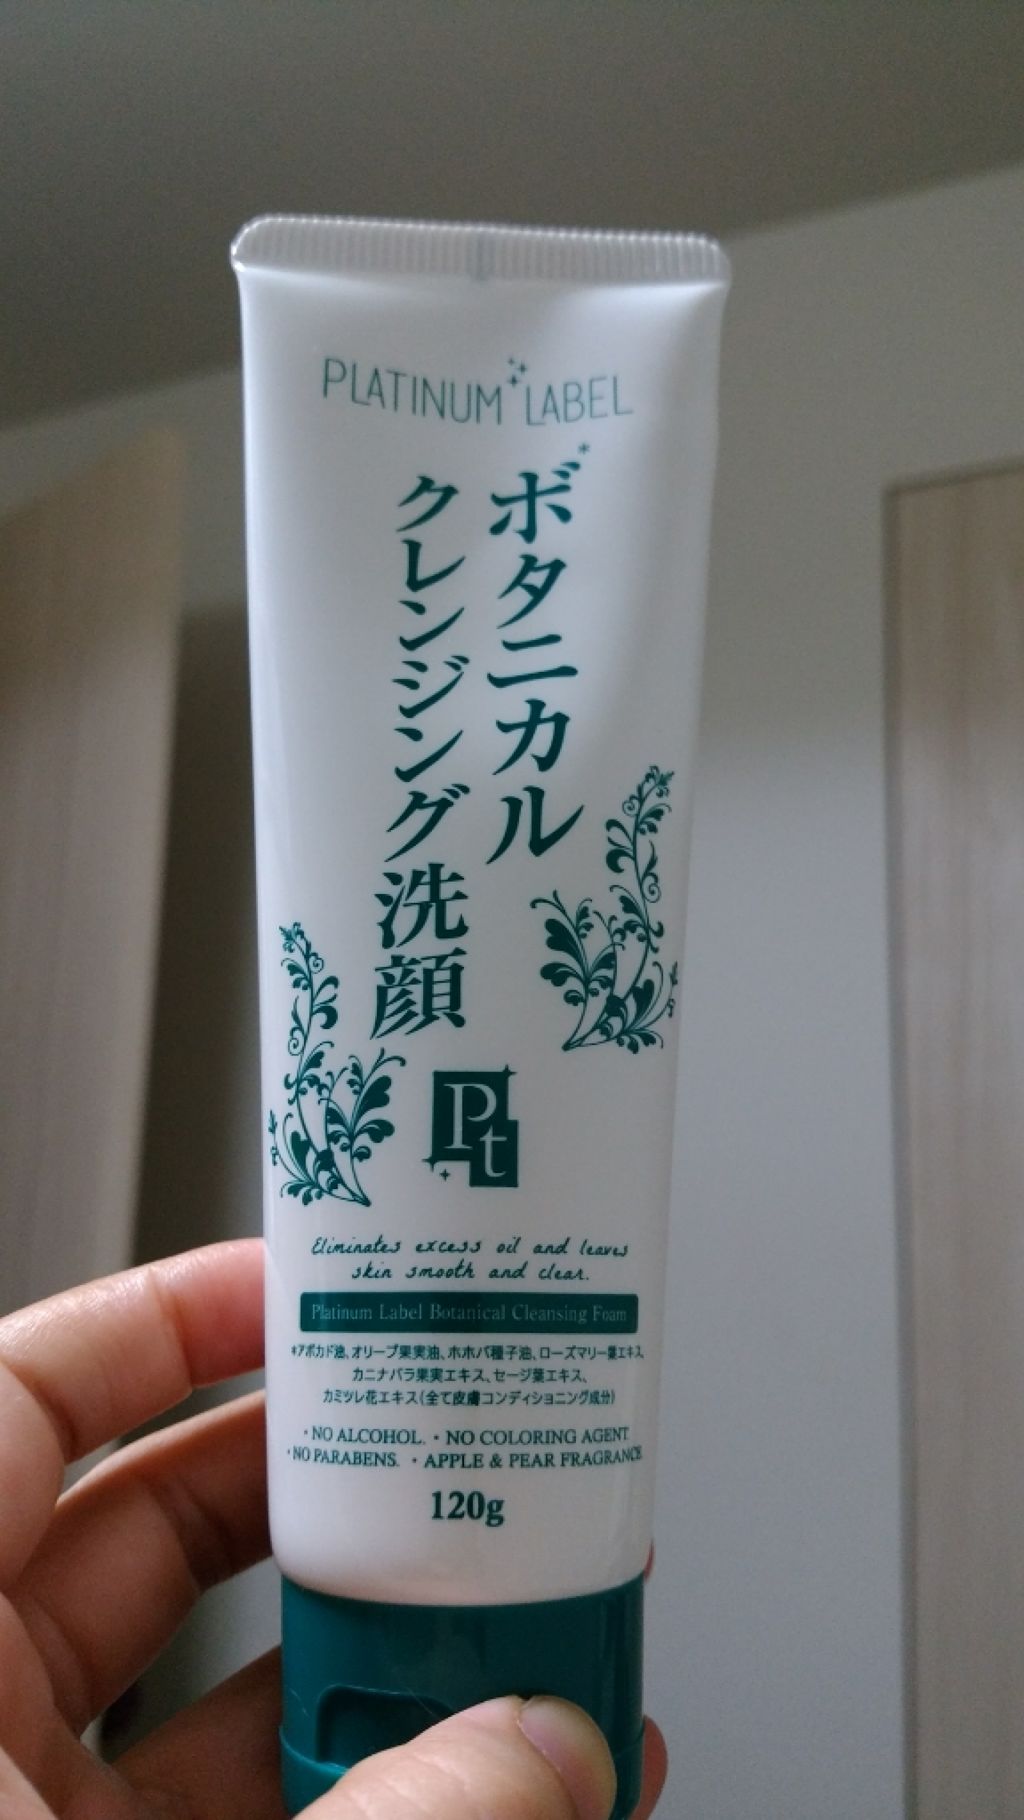 PLATINUM LABEL
ボタニカル*
クレンジング洗顔
Pt
Eliminates excess oil and leaves
skin smooth and clear.
Platinum Label Botanical Cleansing Foam
*アボカド油、オリーブ果実油、ホホバ種子油、ローズマリー葉エキス、
カニナバラ果実エキス、セージ葉エキス、
カミツレ花エキス(全て皮膚コンディショニング成分)
・NO ALCOHOL. ・NO COLORING AGENT
・NO PARABENS. ・APPLE & PEAR FRAGRANCE
120g